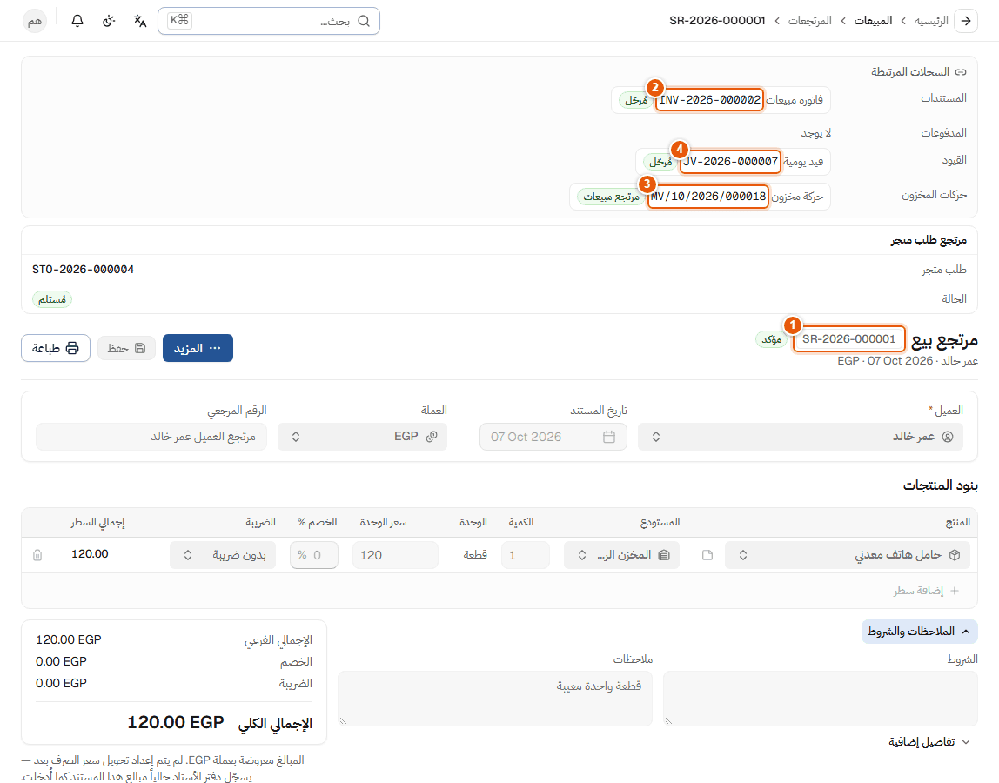 الرئيسية
المبيعات
المرتجعات
SR-2026-000001
بحث...
K⌘
هم
السجلات المرتبطة
المستندات
2
فاتورة مبيعات INV-2026-000002 مُرحّل
المدفوعات
لا يوجد
4
القيود
قيد يومية JV-2026-000007 مُرحّل
3
حركات المخزون
حركة مخزون MV/10/2026/000018 مرتجع مبيعات
مرتجع طلب متجر
طلب متجر
STO-2026-000004
الحالة
مُستلم
1
مرتجع بيع SR-2026-000001 مؤكد
عمر خالد · 07 Oct 2026 · EGP
المزيد
حفظ
طباعة
العميل *
تاريخ المستند
العملة
الرقم المرجعي
عمر خالد
07 Oct 2026
EGP
مرتجع العميل عمر خالد
بنود المنتجات
المنتج
المستودع
الكمية
الوحدة
سعر الوحدة
الخصم %
الضريبة
إجمالي السطر
حامل هاتف معدني
المخزن الر...
1
قطعة
120
0 %
بدون ضريبة
120.00
إضافة سطر
الملاحظات والشروط
الشروط
ملاحظات
قطعة واحدة معيبة
تفاصيل إضافية
الإجمالي الفرعي
120.00 EGP
الخصم
0.00 EGP
الضريبة
0.00 EGP
الإجمالي الكلي
120.00 EGP
المبالغ معروضة بعملة EGP. لم يتم إعداد تحويل سعر الصرف بعد —
يسجّل دفتر الأستاذ حالياً مبالغ هذا المستند كما أُدخلت.